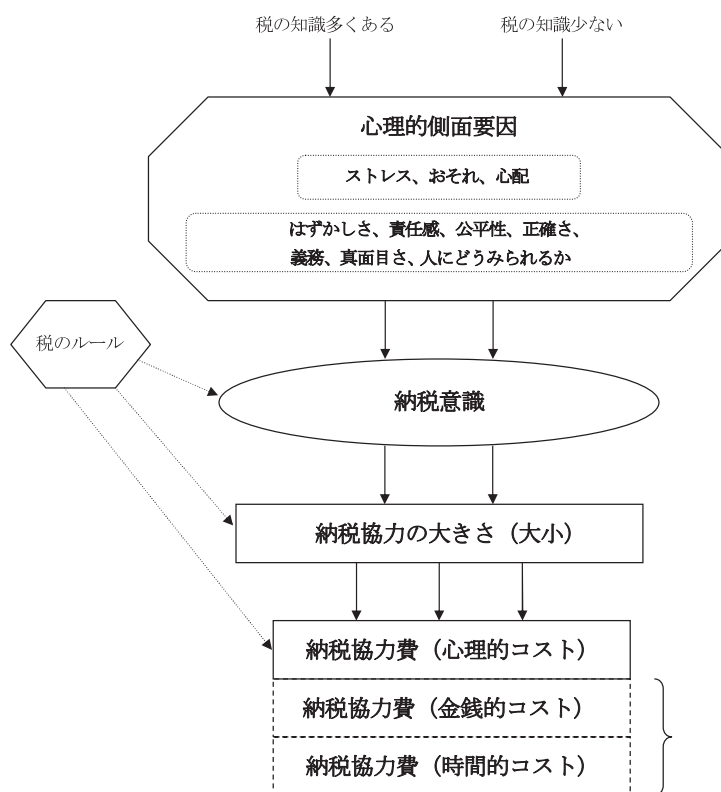 税の知識多くある
税の知識少ない
心理的側面要因
ストレス、おそれ、心配
はずかしさ、責任感、公平性、正確さ、
義務、真面目さ、人にどうみられるか
税のルール
納税意識
納税協力の大きさ（大小）
納税協力費（心理的コスト）
納税協力費（金銭的コスト）
納税協力費（時間的コスト）